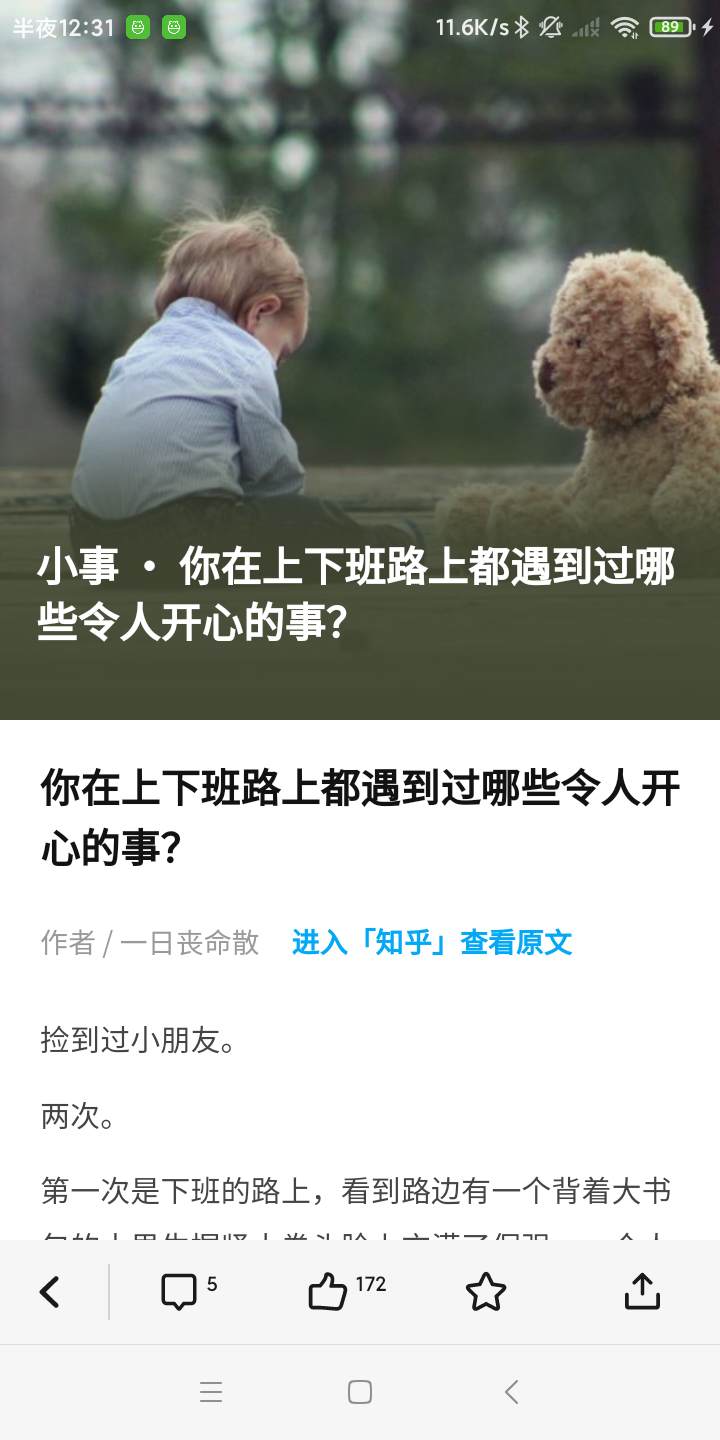 半夜12:31
11.6K/s
89
小事 · 你在上下班路上都遇到过哪
些令人开心的事？
你在上下班路上都遇到过哪些令人开
心的事？
作者 / 一日丧命散 进入「知乎」查看原文
捡到过小朋友。
两次。
第一次是下班的路上，看到路边有一个背着大书
5
172